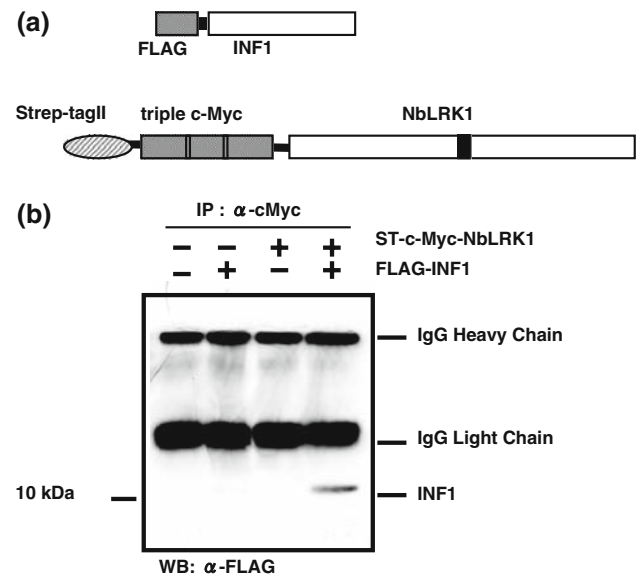 (a)
FLAG INF1
Strep-tagII triple c-Myc NbLRK1
(b)
IP : α-cMyc
− − + + ST-c-Myc-NbLRK1
− + − + FLAG-INF1
IgG Heavy Chain
IgG Light Chain
10 kDa INF1
WB: α-FLAG